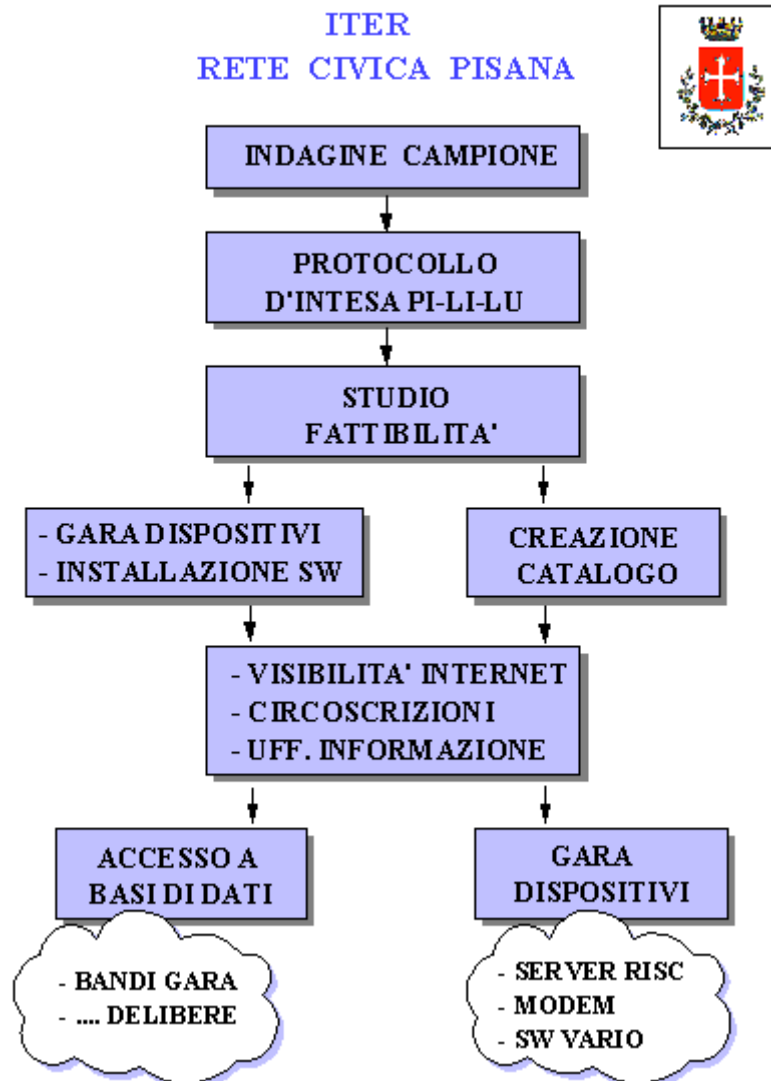 ITER
RETE CIVICA PISANA
INDAGINE CAMPIONE
PROTOCOLLO
D'INTESA PI-LI-LU
STUDIO
FATTIBILITA'
- GARA DISPOSITIVI
- INSTALLAZIONE SW
CREAZIONE
CATALOGO
- VISIBILITA' INTERNET
- CIRCOSCRIZIONI
- UFF. INFORMAZIONE
ACCESSO A
BASI DI DATI
GARA
DISPOSITIVI
- BANDI GARA
- .... DELIBERE
- SERVER RISC
- MODEM
- SW VARIO